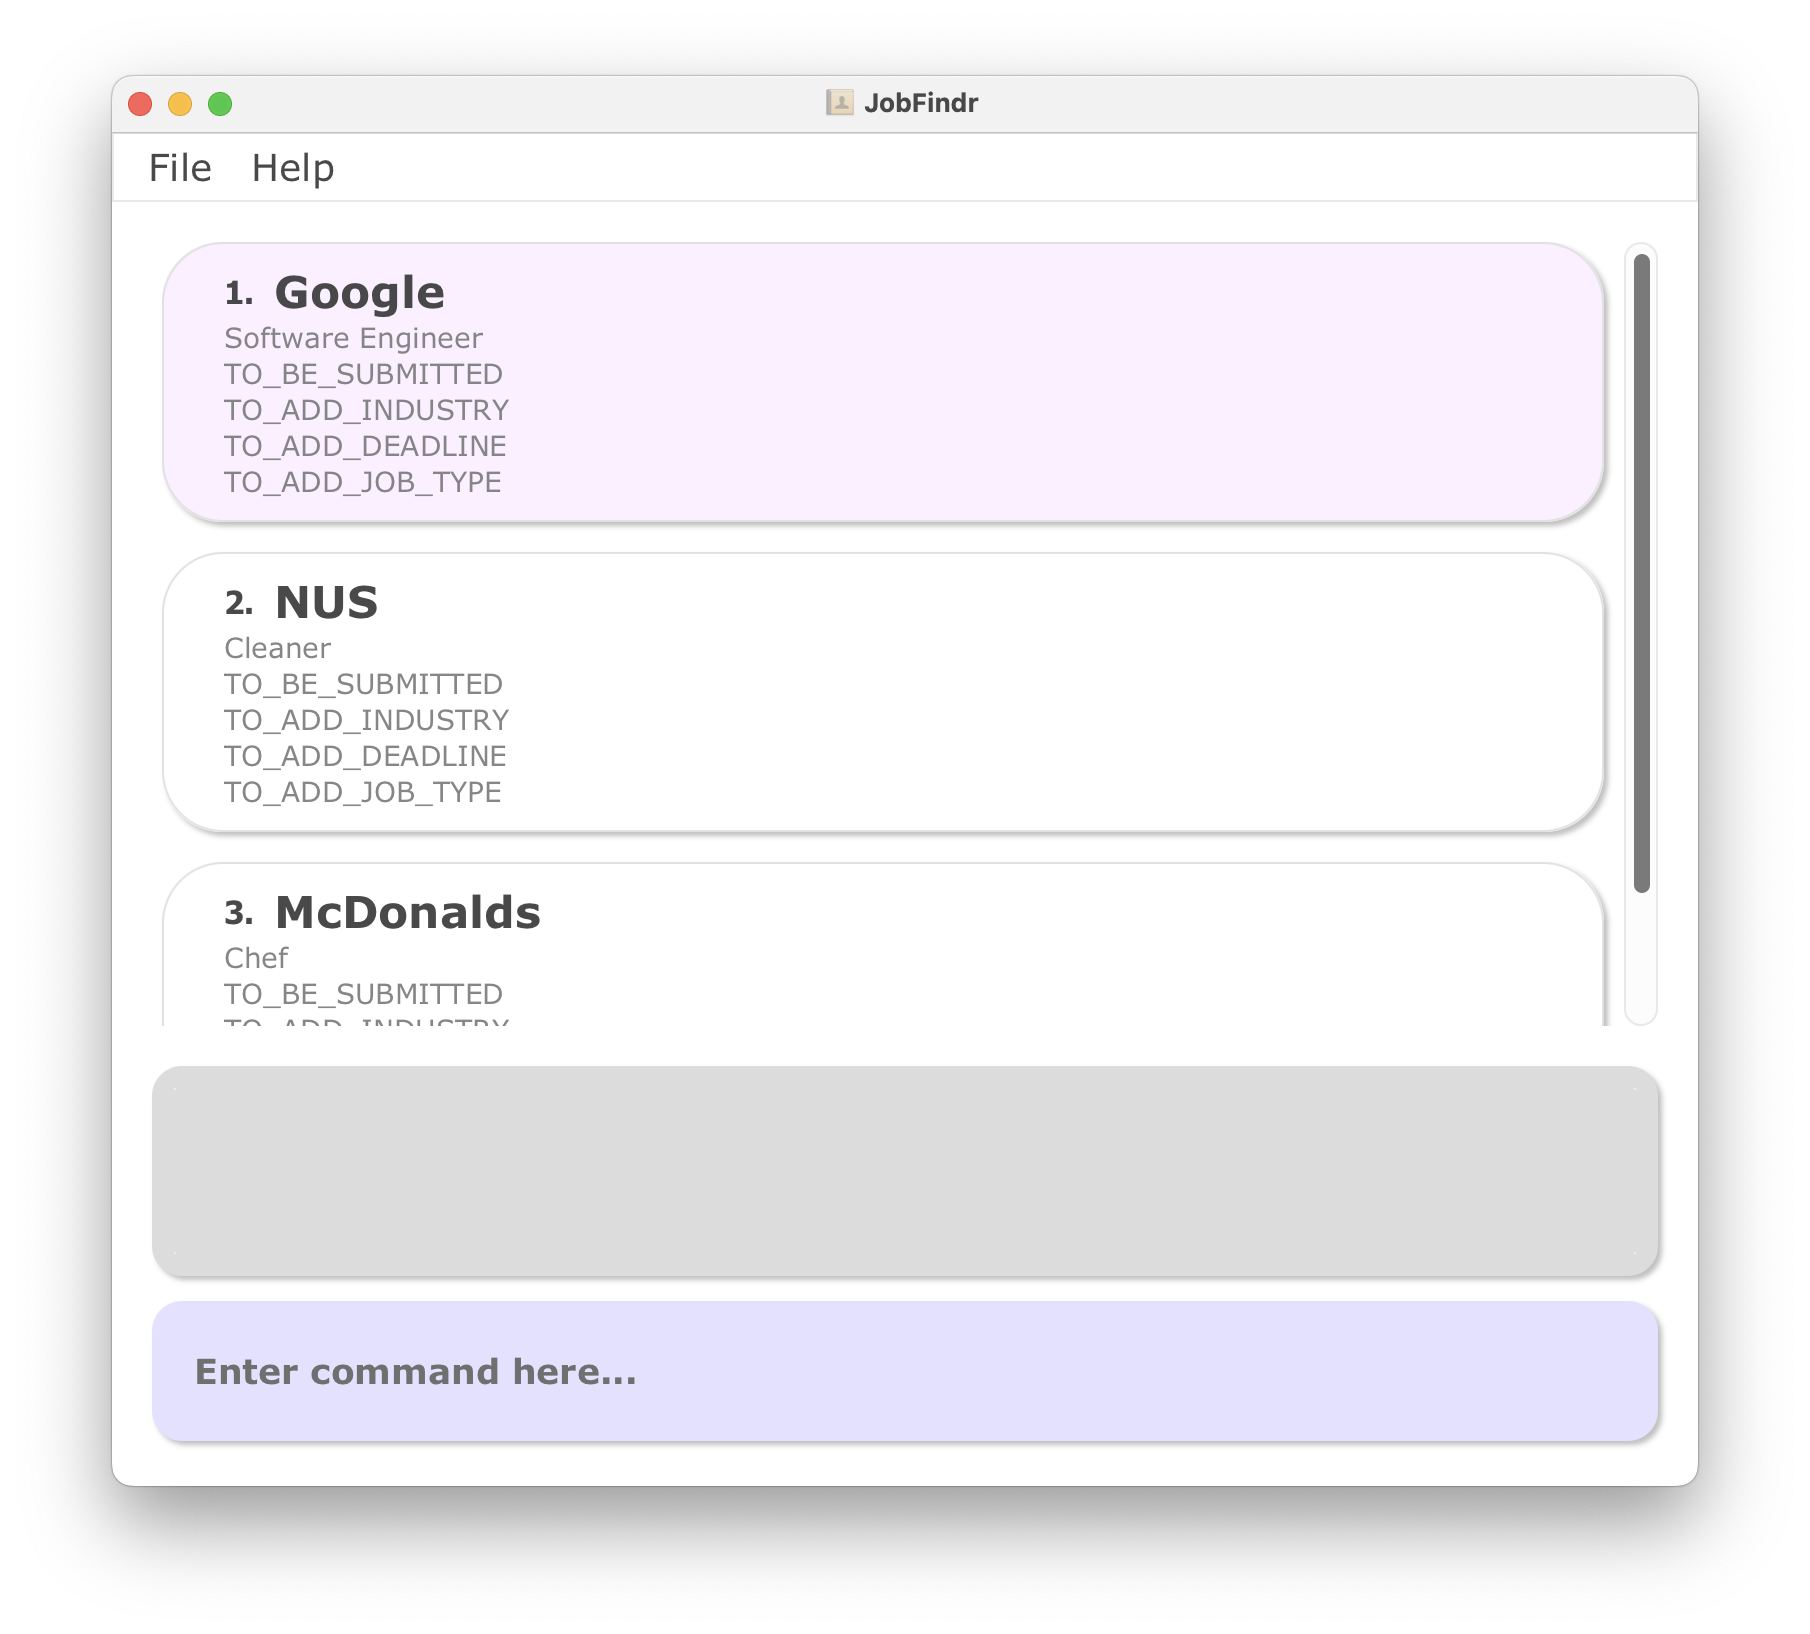 JobFindr
File Help
1. Google
Software Engineer
TO_BE_SUBMITTED
TO_ADD_INDUSTRY
TO_ADD_DEADLINE
TO_ADD_JOB_TYPE
2. NUS
Cleaner
TO_BE_SUBMITTED
TO_ADD_INDUSTRY
TO_ADD_DEADLINE
TO_ADD_JOB_TYPE
3. McDonalds
Chef
TO_BE_SUBMITTED
TO_ADD_INDUSTRY
Enter command here...